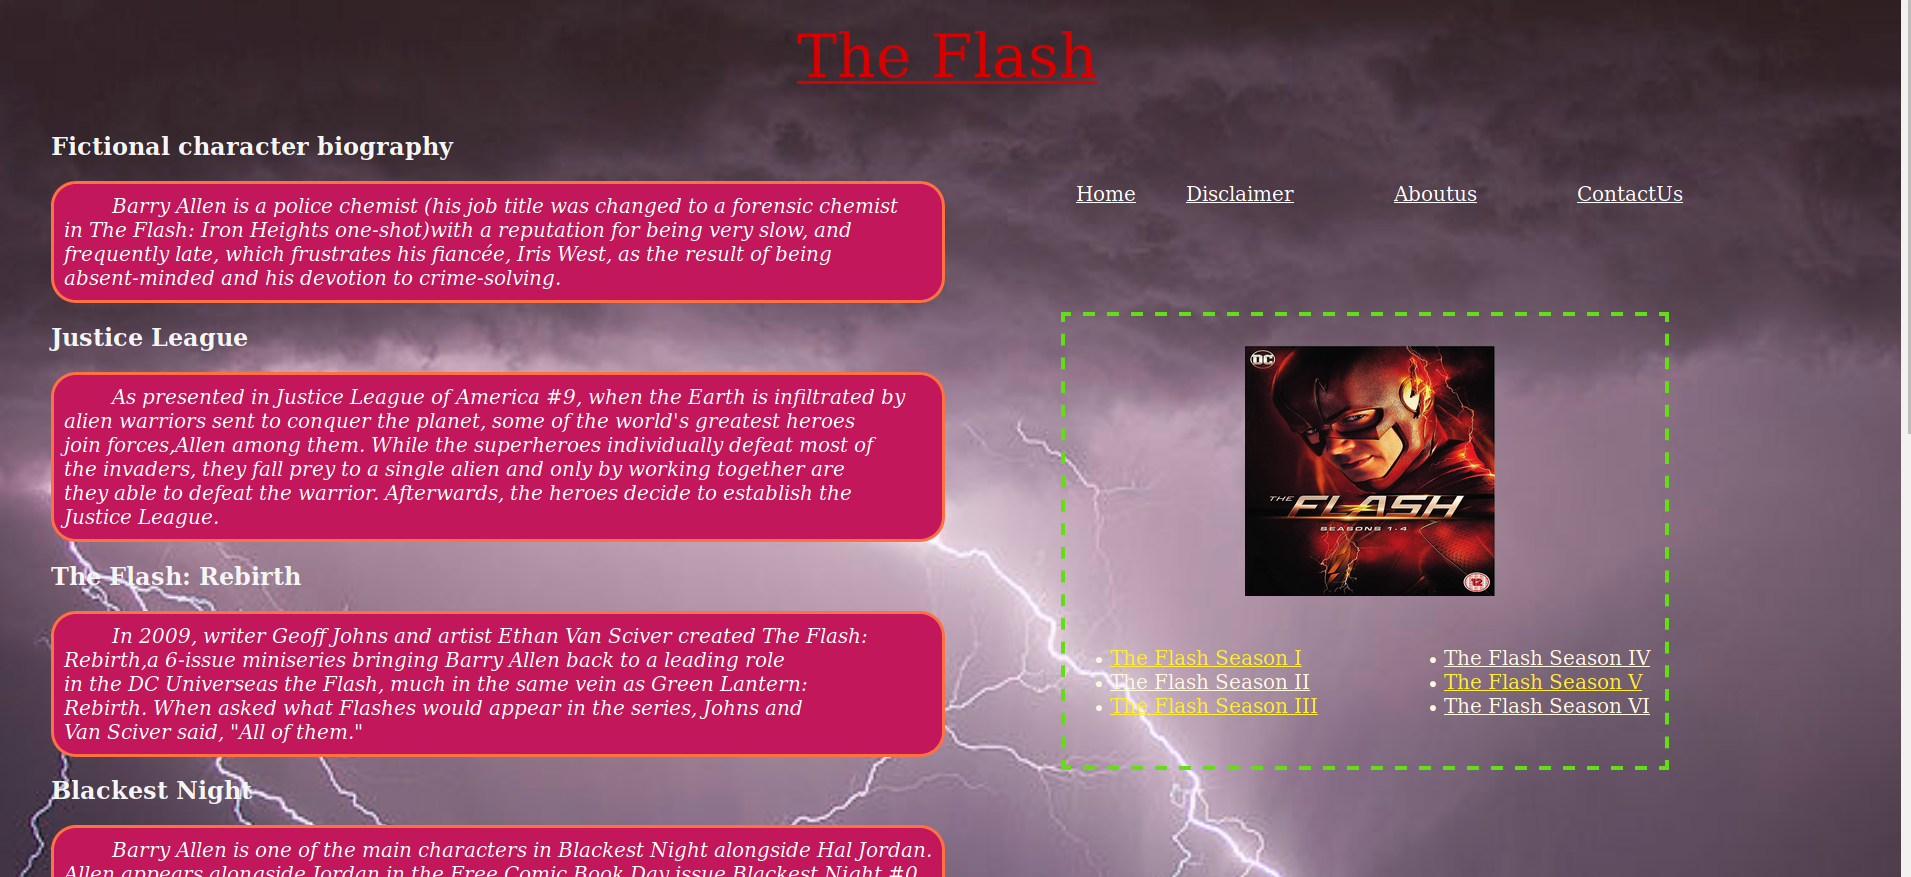 The Flash
Fictional character biography
Barry Allen is a police chemist (his job title was changed to a forensic chemist
in The Flash: Iron Heights one-shot)with a reputation for being very slow, and
frequently late, which frustrates his fiancée, Iris West, as the result of being
absent-minded and his devotion to crime-solving.
Justice League
As presented in Justice League of America #9, when the Earth is infiltrated by
alien warriors sent to conquer the planet, some of the world's greatest heroes
join forces,Allen among them. While the superheroes individually defeat most of
the invaders, they fall prey to a single alien and only by working together are
they able to defeat the warrior. Afterwards, the heroes decide to establish the
Justice League.
The Flash: Rebirth
In 2009, writer Geoff Johns and artist Ethan Van Sciver created The Flash:
Rebirth,a 6-issue miniseries bringing Barry Allen back to a leading role
in the DC Universeas the Flash, much in the same vein as Green Lantern:
Rebirth. When asked what Flashes would appear in the series, Johns and
Van Sciver said, "All of them."
Blackest Night
Barry Allen is one of the main characters in Blackest Night alongside Hal Jordan.
Allen appears alongside Jordan in the Free Comic Book Day issue Blackest Night #0
Home Disclaimer Aboutus ContactUs
DC
THE FLASH
SEASONS 1-4
12
The Flash Season I
The Flash Season II
The Flash Season III
The Flash Season IV
The Flash Season V
The Flash Season VI